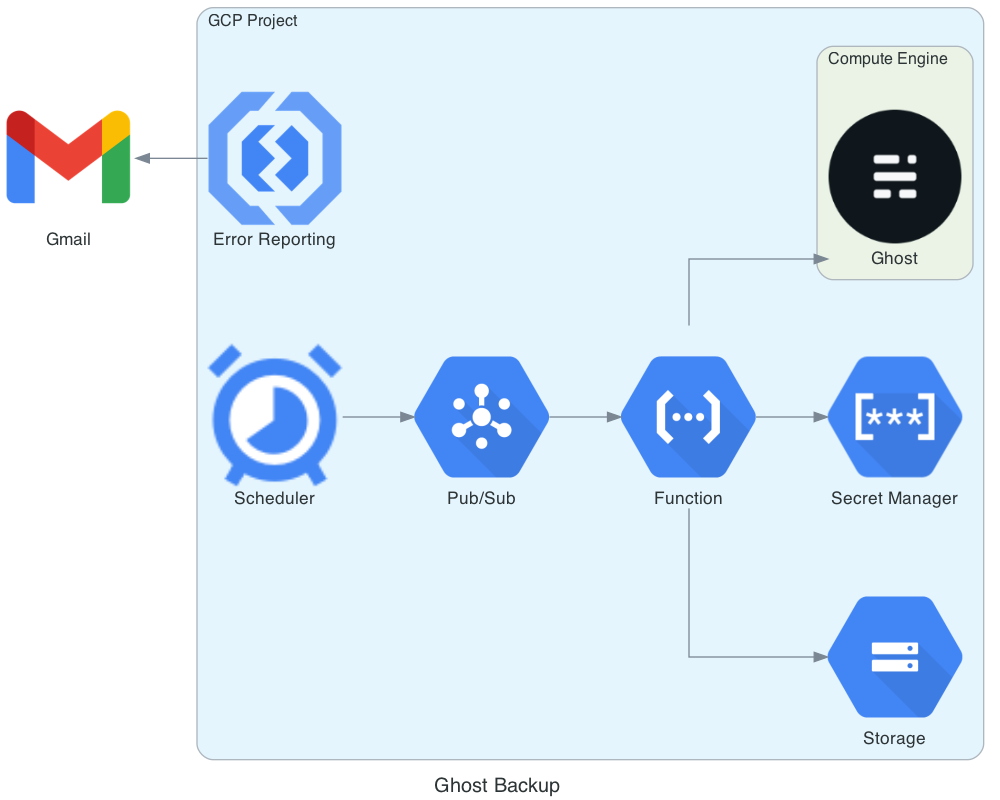 GCP Project
Compute Engine
Gmail
Error Reporting
Ghost
[***]
Scheduler
Pub/Sub
Function
Secret Manager
Storage
Ghost Backup